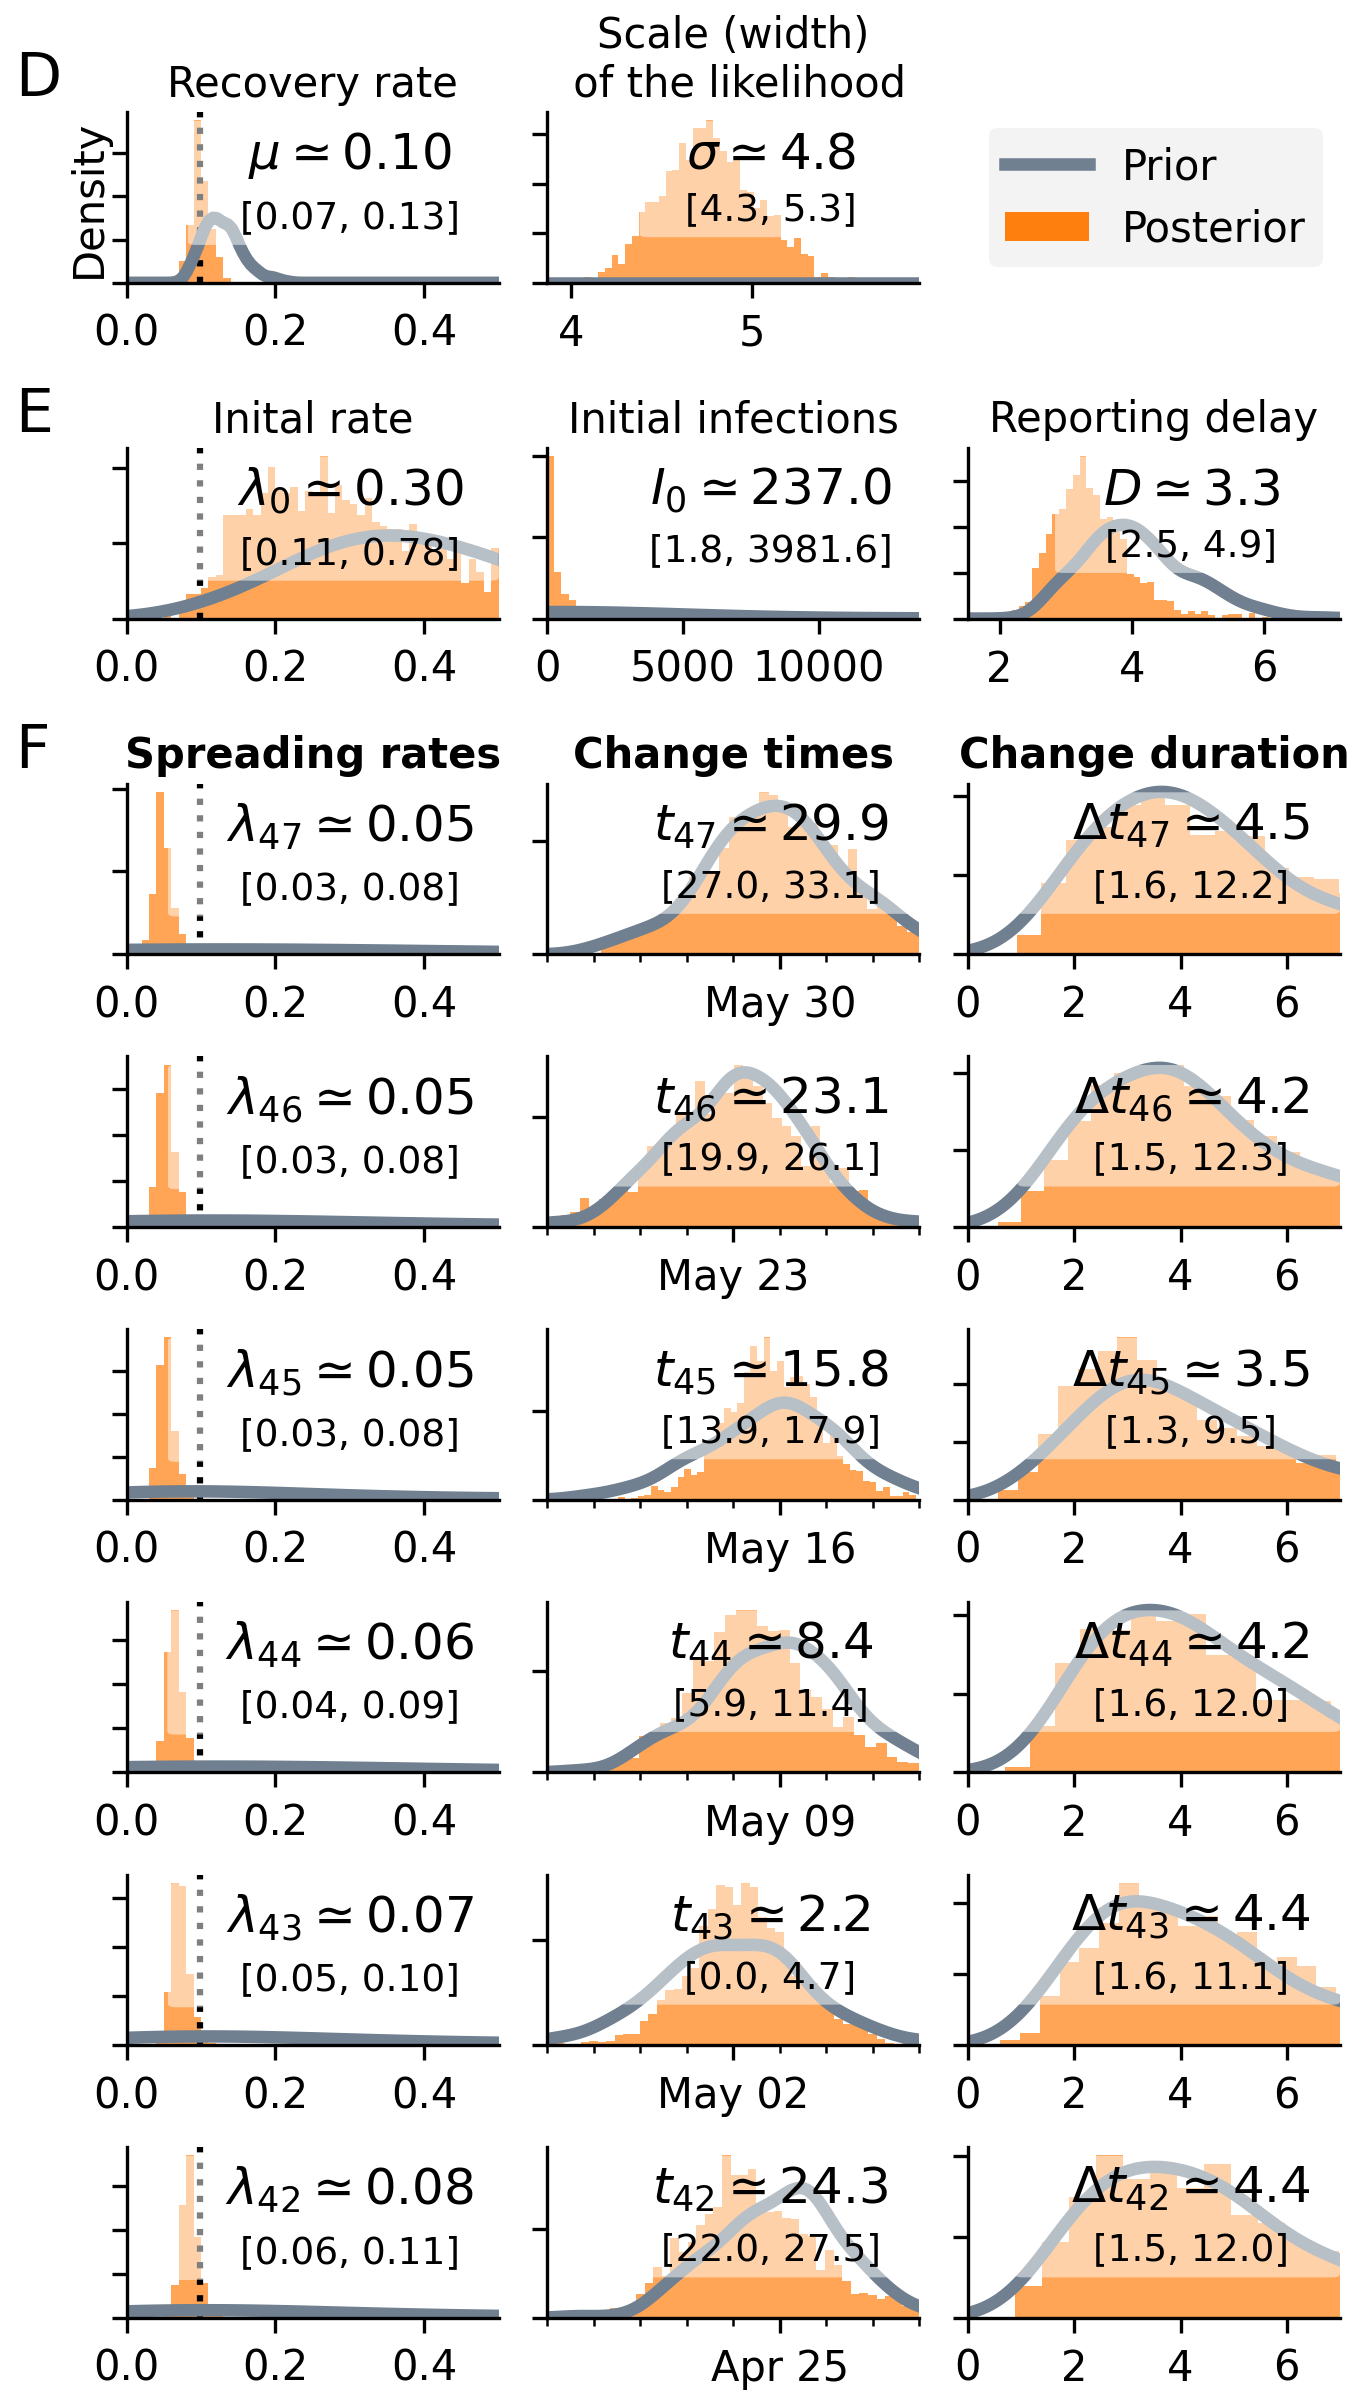 D
Recovery rate
Scale (width)
of the likelihood
Density
μ ≃ 0.10
[0.07, 0.13]
0.0 0.2 0.4
σ ≃ 4.8
[4.3, 5.3]
4 5
Prior
Posterior
E
Inital rate
λ0 ≃ 0.30
[0.11, 0.78]
0.0 0.2 0.4
Initial infections
I0 ≃ 237.0
[1.8, 3981.6]
0 5000 10000
Reporting delay
D ≃ 3.3
[2.5, 4.9]
2 4 6
F
Spreading rates
Change times
Change duration
λ47 ≃ 0.05
[0.03, 0.08]
0.0 0.2 0.4
t47 ≃ 29.9
[27.0, 33.1]
May 30
Δt47 ≃ 4.5
[1.6, 12.2]
0 2 4 6
λ46 ≃ 0.05
[0.03, 0.08]
0.0 0.2 0.4
t46 ≃ 23.1
[19.9, 26.1]
May 23
Δt46 ≃ 4.2
[1.5, 12.3]
0 2 4 6
λ45 ≃ 0.05
[0.03, 0.08]
0.0 0.2 0.4
t45 ≃ 15.8
[13.9, 17.9]
May 16
Δt45 ≃ 3.5
[1.3, 9.5]
0 2 4 6
λ44 ≃ 0.06
[0.04, 0.09]
0.0 0.2 0.4
t44 ≃ 8.4
[5.9, 11.4]
May 09
Δt44 ≃ 4.2
[1.6, 12.0]
0 2 4 6
λ43 ≃ 0.07
[0.05, 0.10]
0.0 0.2 0.4
t43 ≃ 2.2
[0.0, 4.7]
May 02
Δt43 ≃ 4.4
[1.6, 11.1]
0 2 4 6
λ42 ≃ 0.08
[0.06, 0.11]
0.0 0.2 0.4
t42 ≃ 24.3
[22.0, 27.5]
Apr 25
Δt42 ≃ 4.4
[1.5, 12.0]
0 2 4 6